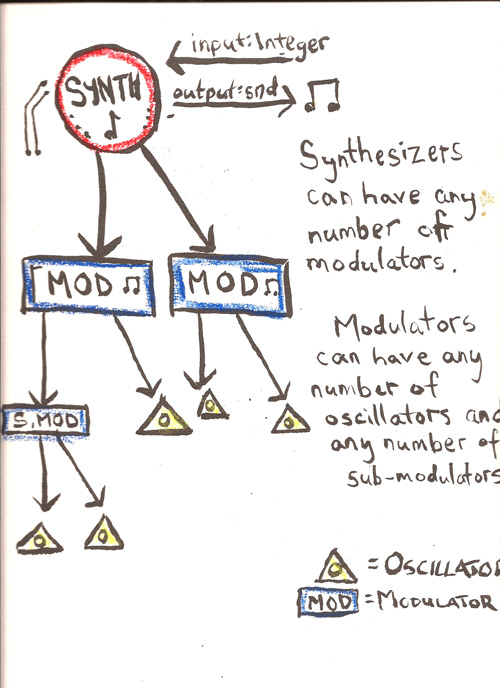 input:Integer
SYNTH
output:snd
Synthesizers
can have any
number of
modulators.
MOD
MOD
Modulators
can have any
number of
oscillators and
any number of
sub-modulators
S.MOD
= OSCILLATOR
MOD = MODULATOR